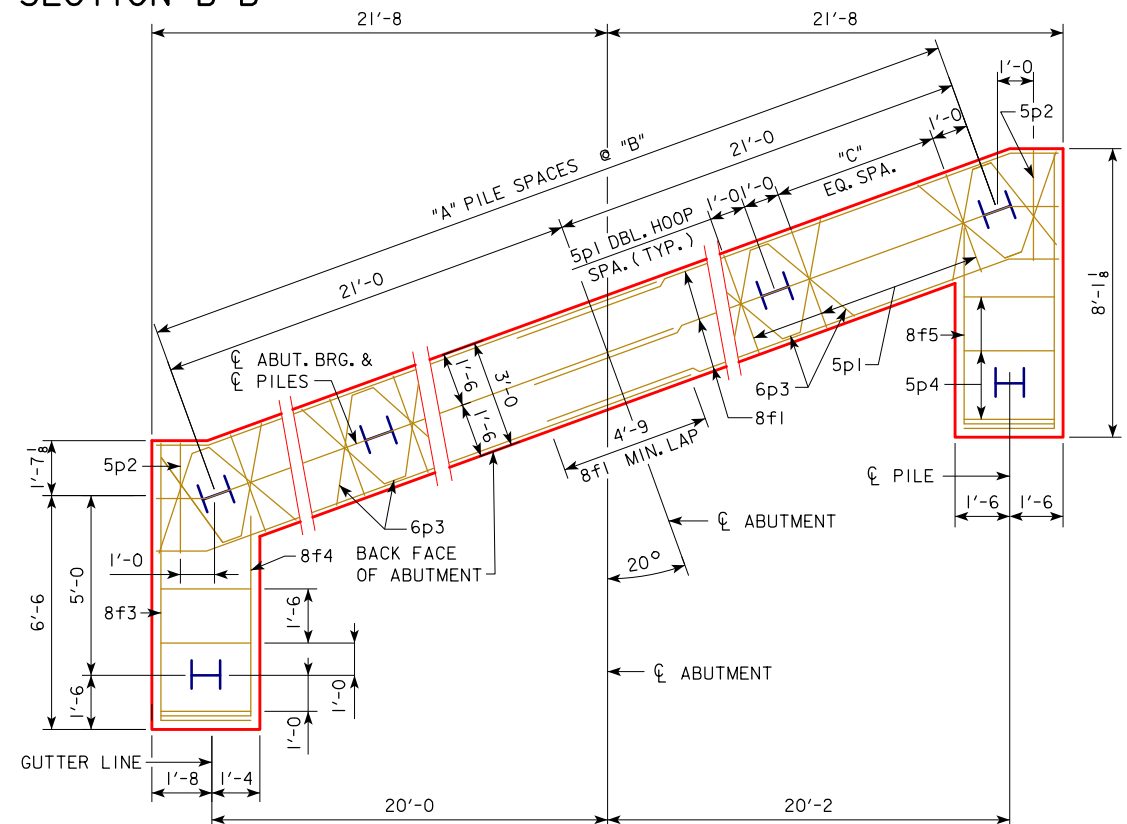 SECTION B-B
21'-8
21'-8
1'-0
5p2
"A" PILE SPACES @ "B"
21'-0
1'-0
"C"
EQ. SPA.
1'-0
1'-0
5p1 DBL. HOOP
SPA. (TYP.)
21'-0
8'-1 1/8
℄ ABUT. BRG. &
℄ PILES
1'-6
3'-0
1'-6
8f5
5p1
5p4
6p3
8f1
4'-9
8f1 MIN. LAP
1'-7 1/8
5p2
℄ PILE
1'-6
1'-6
6p3
℄ ABUTMENT
BACK FACE
OF ABUTMENT
8f4
20°
1'-0
5'-0
6'-6
8f3
1'-6
1'-0
℄ ABUTMENT
1'-6
1'-0
GUTTER LINE
1'-8
1'-4
20'-0
20'-2